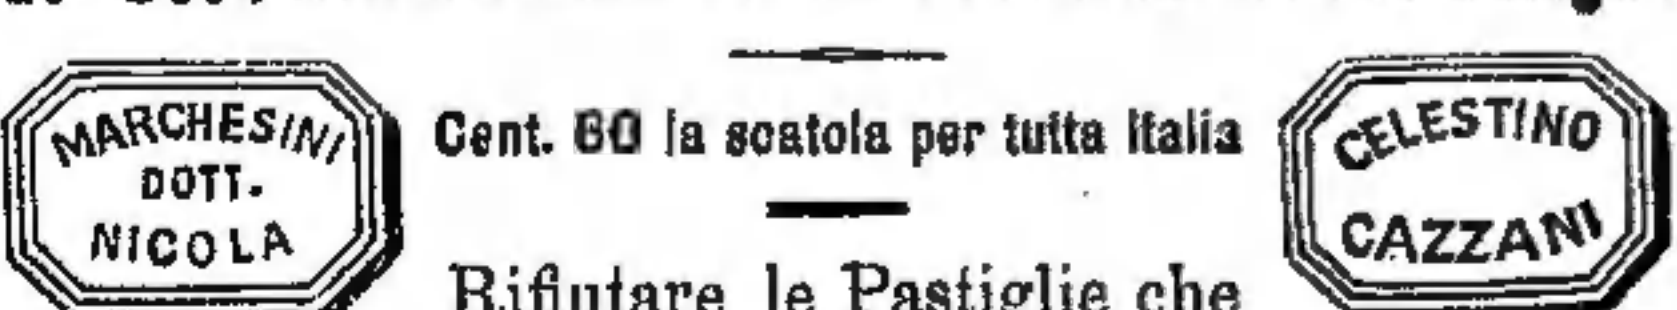 MARCHESINI
DOTT.
NICOLA
Cent. 60 la scatola per tutta Italia
CELESTINO
CAZZANI
Rifiutare le Pastiglie che